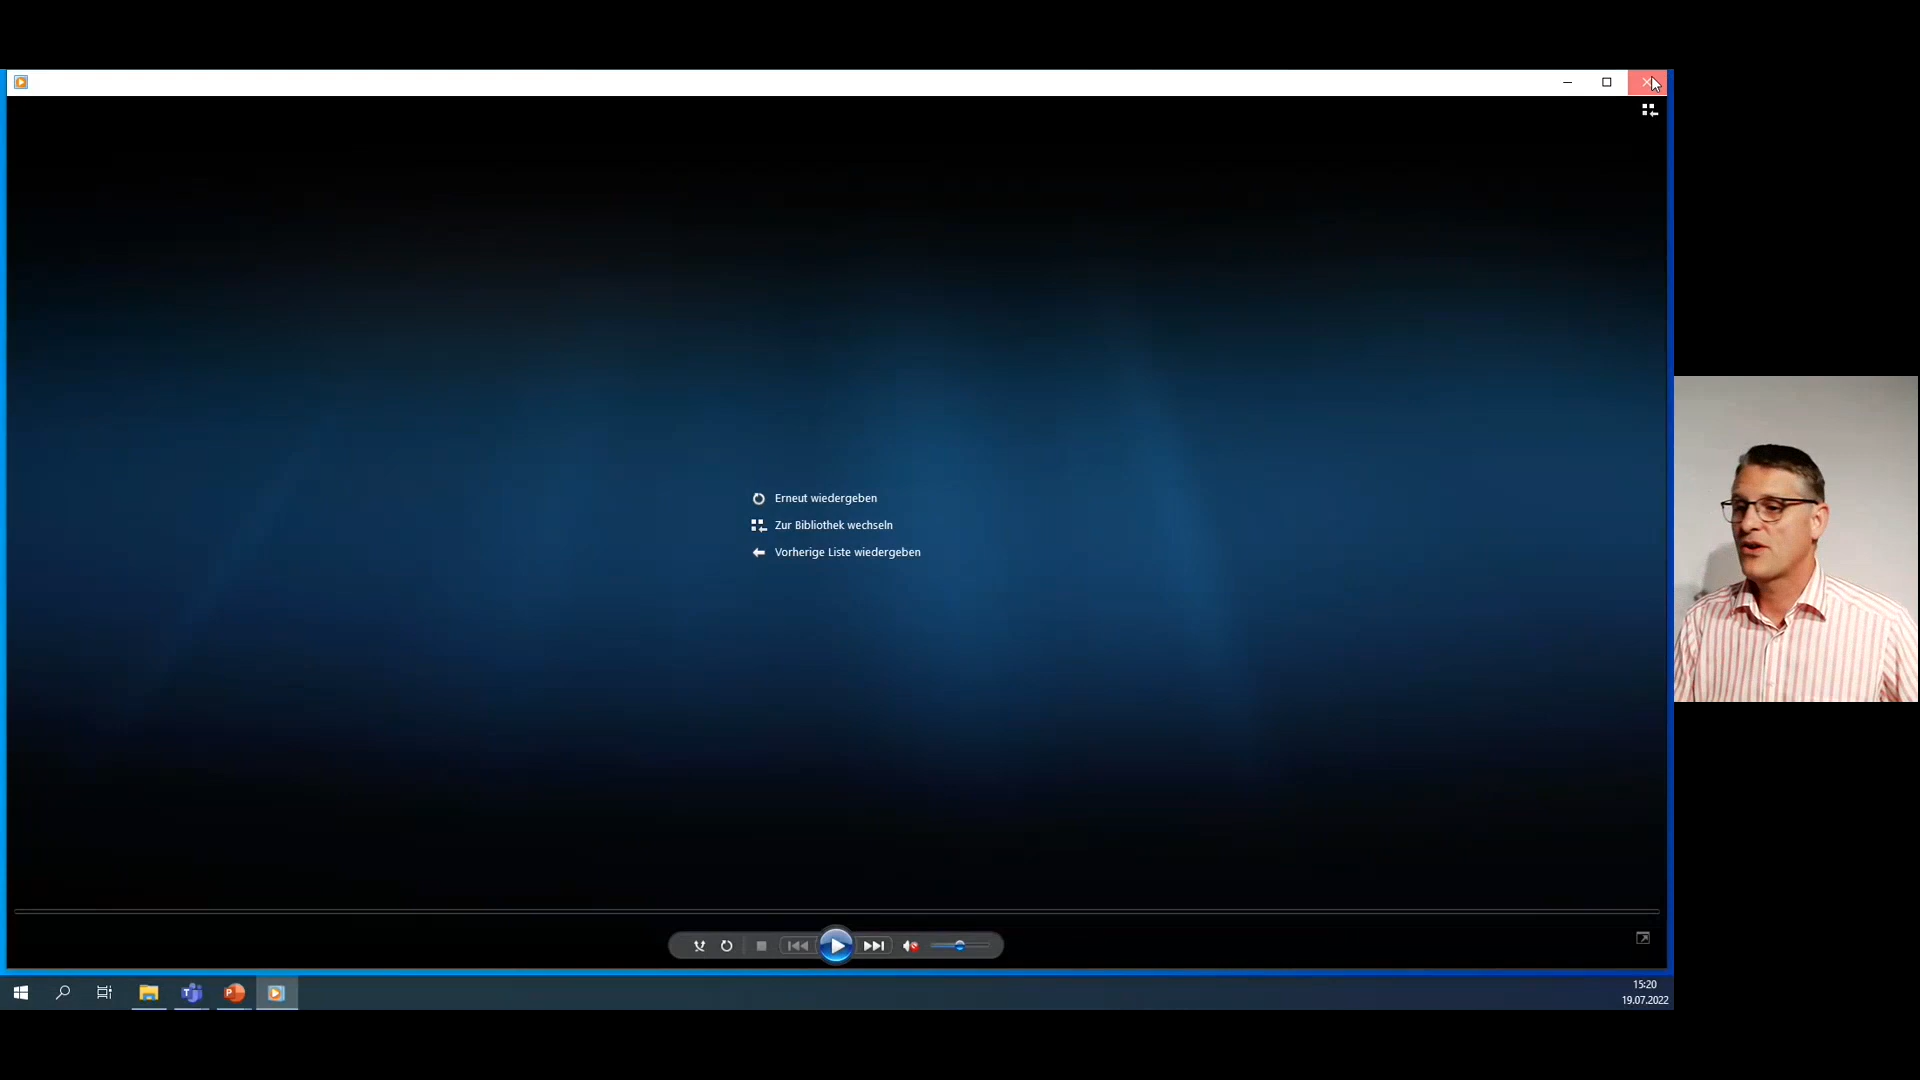 Erneut wiedergeben
Zur Bibliothek wechseln
Vorherige Liste wiedergeben
15:20
19.07.2022